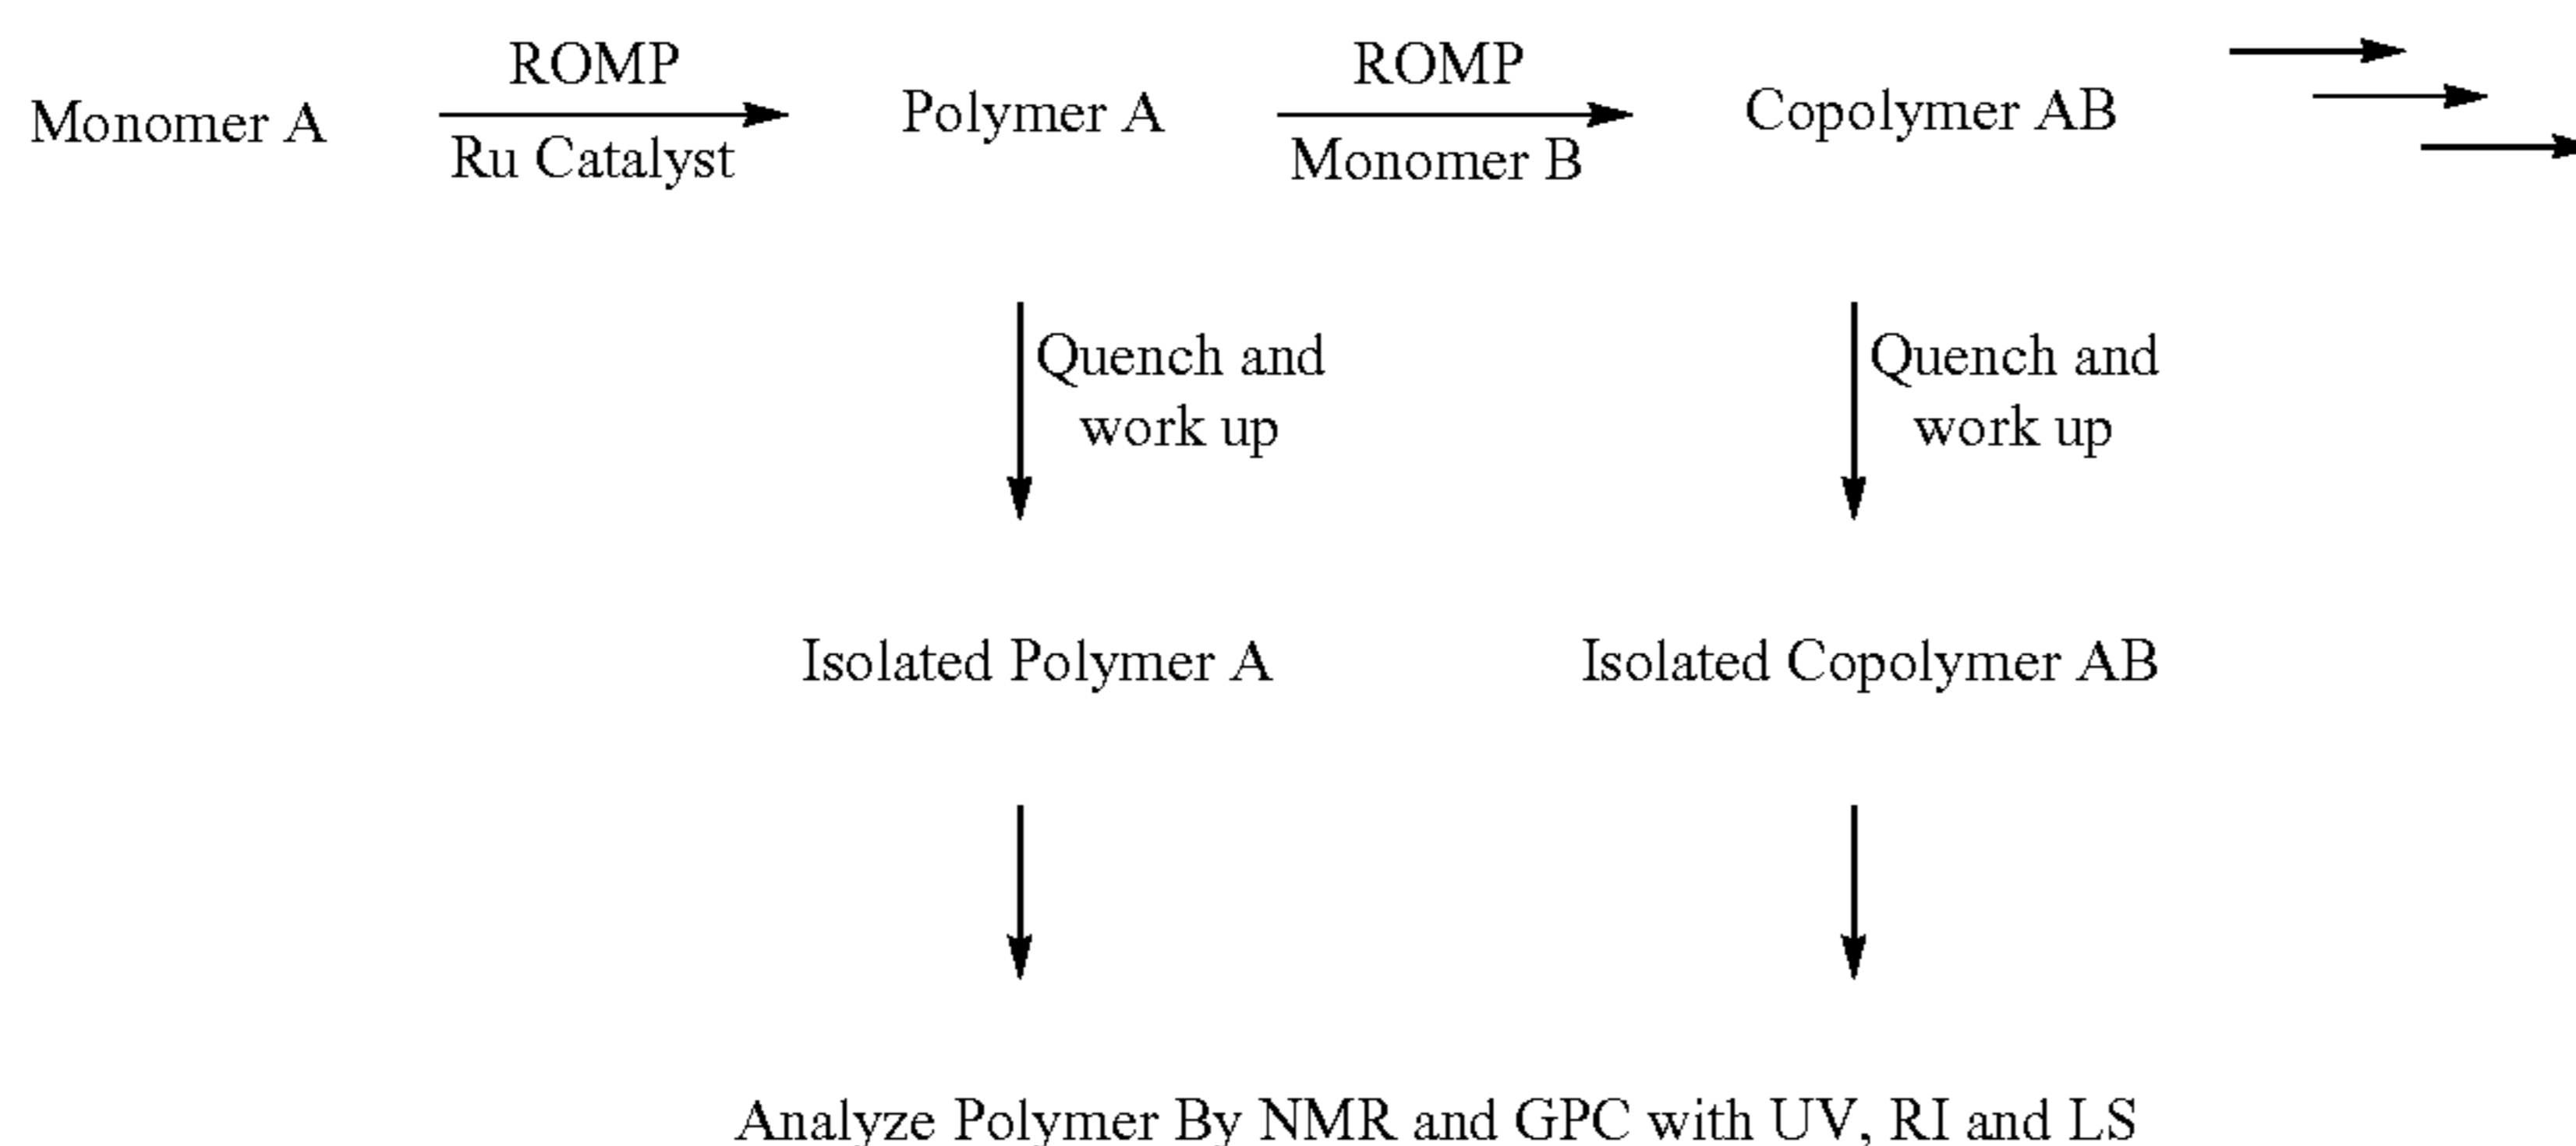 ROMP
ROMP
Monomer A
Polymer A
Copolymer AB
Ru Catalyst
Monomer B
Quench and
work up
Quench and
work up
Isolated Polymer A
Isolated Copolymer AB
Analyze Polymer By NMR and GPC with UV, RI and LS